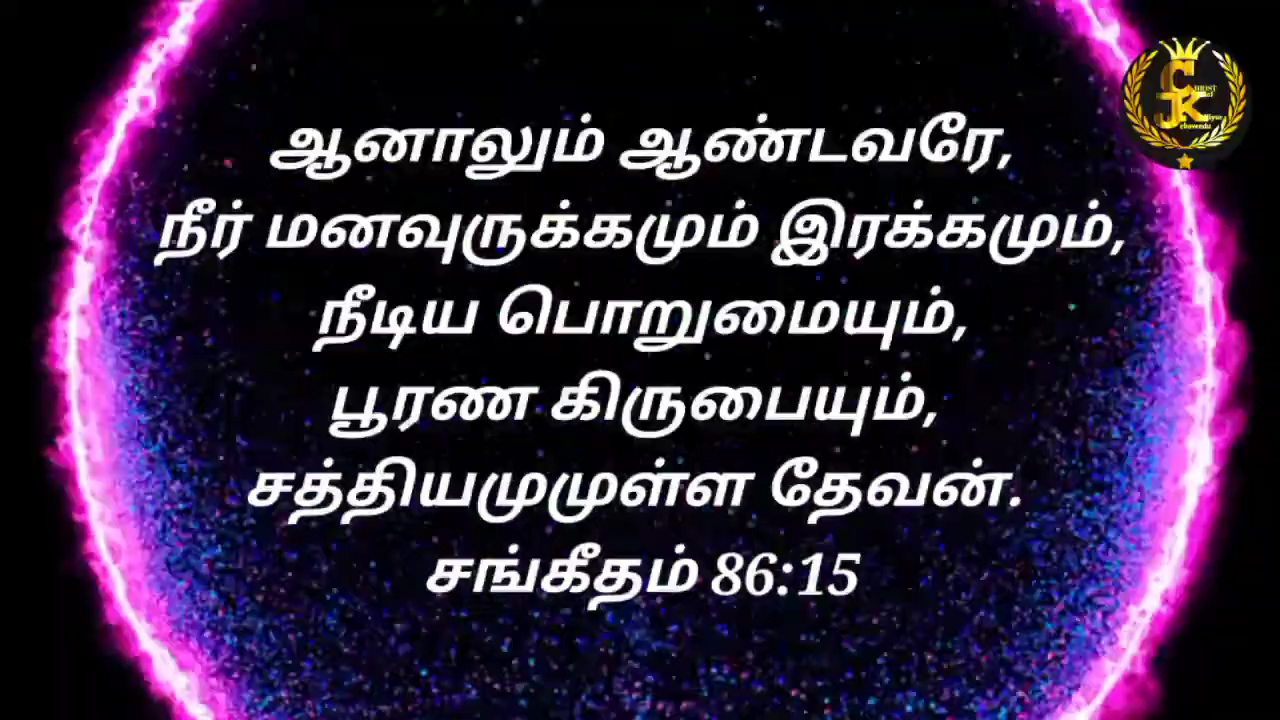 ஆனாலும் ஆண்டவரே,
நீர் மனவுருக்கமும் இரக்கமும்,
நீடிய பொறுமையும்,
பூரண கிருபையும்,
சத்தியமுமுள்ள தேவன்.
சங்கீதம் 86:15